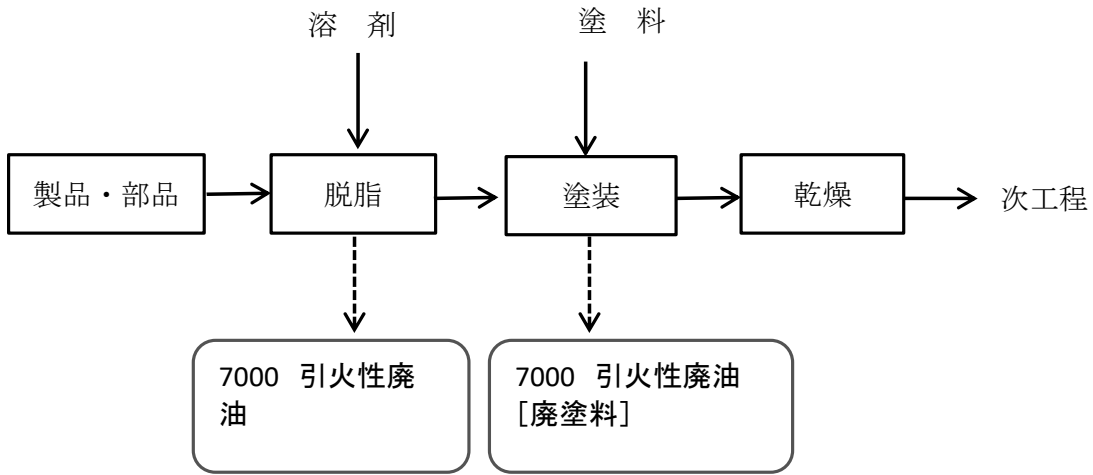 溶　剤
塗　料
製品・部品
脱脂
塗装
乾燥
次工程
7000 引火性廃
油
7000 引火性廃油
［廃塗料］